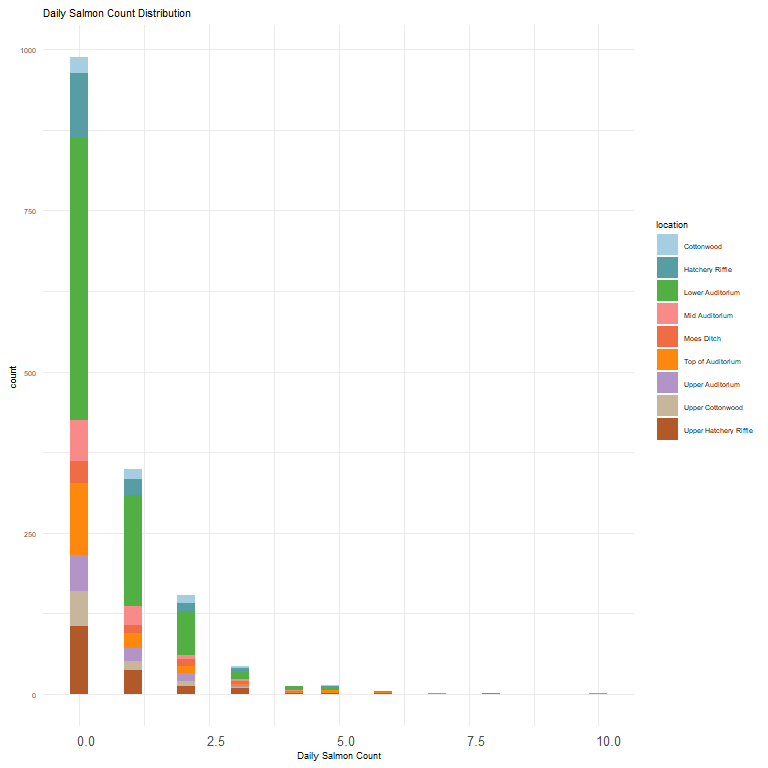 Daily Salmon Count Distribution
1000
750
500
250
0
count
0.0
2.5
5.0
7.5
10.0
Daily Salmon Count
location
Cottonwood
Hatchery Riffle
Lower Auditorium
Mid Auditorium
Moes Ditch
Top of Auditorium
Upper Auditorium
Upper Cottonwood
Upper Hatchery Riffle